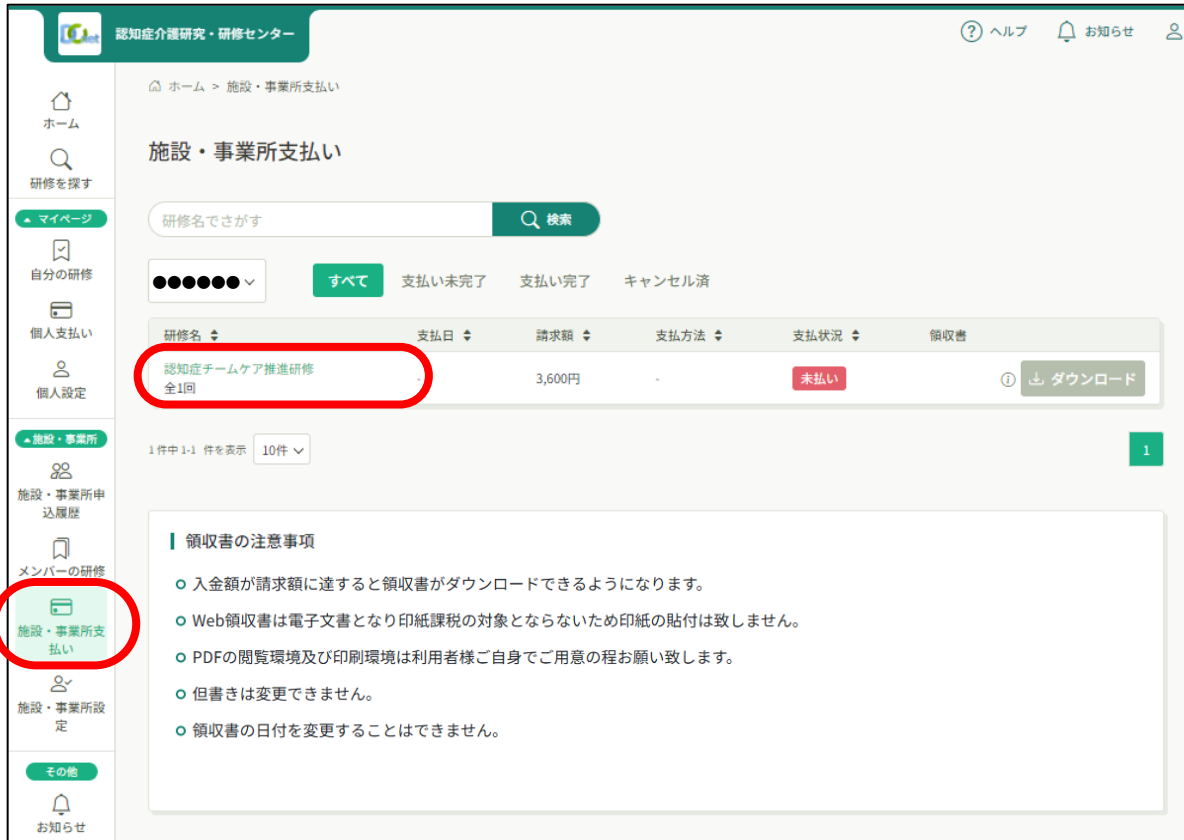 DCnet
認知症介護研究・研修センター
? ヘルプ
お知らせ
ホーム
研修を探す
▲ マイページ
自分の研修
個人支払い
個人設定
▲施設・事業所
施設・事業所申
込履歴
メンバーの研修
施設・事業所支
払い
施設・事業所設
定
その他
お知らせ
ホーム > 施設・事業所支払い
施設・事業所支払い
研修名でさがす
検索
●●●●●●
すべて 支払い未完了 支払い完了 キャンセル済
研修名 支払日 請求額 支払方法 支払状況 領収書
認知症チームケア推進研修
全1回
- 3,600円 - 未払い ダウンロード
1 件中 1-1 件を表示 10件
1
領収書の注意事項
入金額が請求額に達すると領収書がダウンロードできるようになります。
Web領収書は電子文書となり印紙課税の対象とならないため印紙の貼付は致しません。
PDFの閲覧環境及び印刷環境は利用者様ご自身でご用意の程お願い致します。
但書きは変更できません。
領収書の日付を変更することはできません。